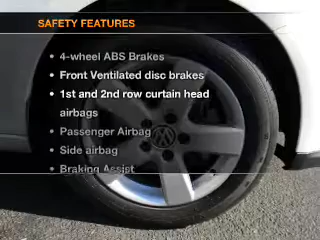 SAFETY FEATURES
• 4-wheel ABS Brakes
• Front Ventilated disc brakes
• 1st and 2nd row curtain head
airbags
• Passenger Airbag
• Side airbag
• Braking Assist